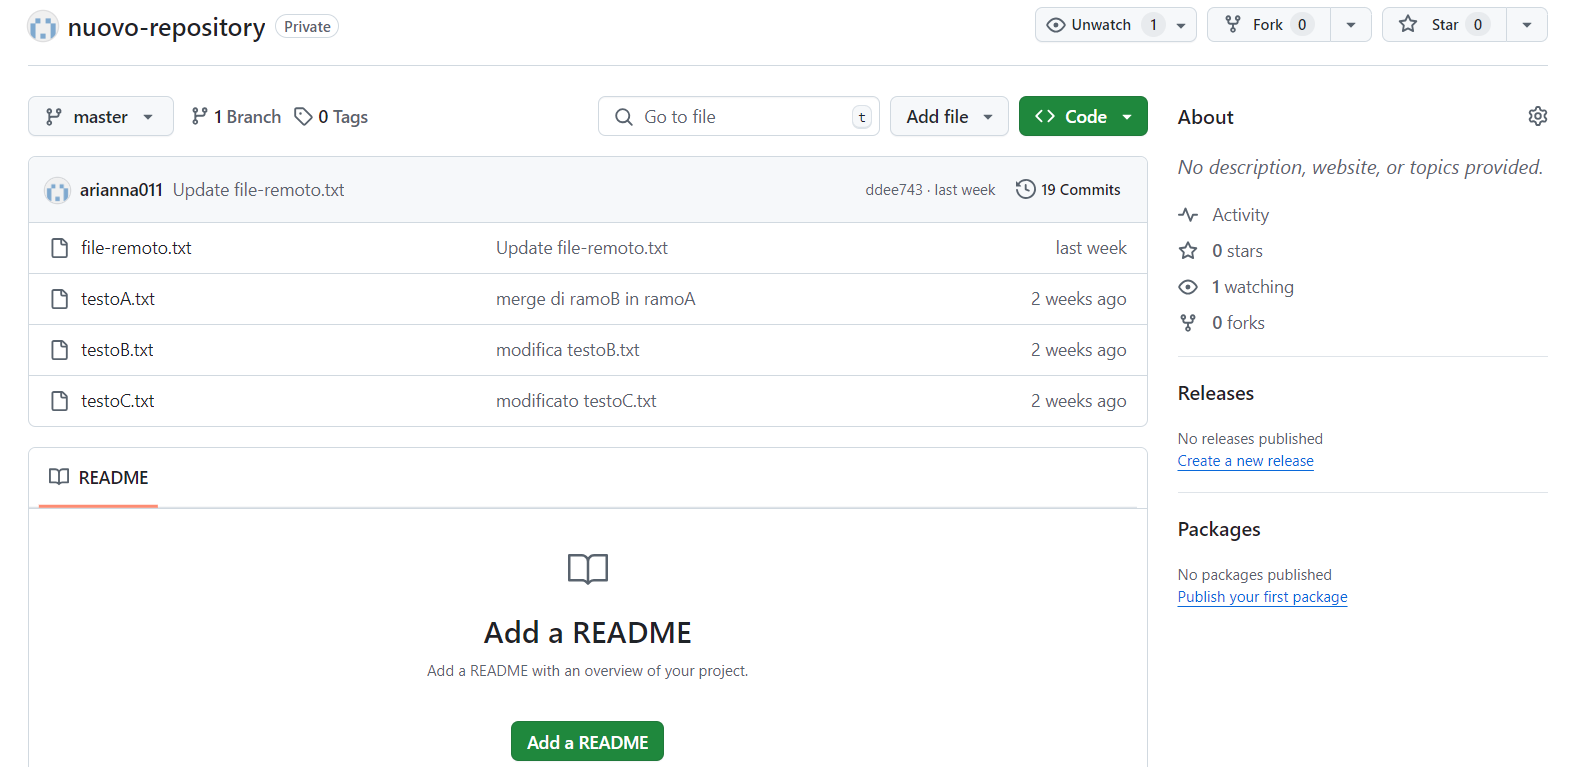 nuovo-repository Private Unwatch 1 Fork 0 Star 0
master 1 Branch 0 Tags Go to file t Add file Code
arianna011 Update file-remoto.txt ddee743 · last week 19 Commits
file-remoto.txt Update file-remoto.txt last week
testoA.txt merge di ramoB in ramoA 2 weeks ago
testoB.txt modifica testoB.txt 2 weeks ago
testoC.txt modificato testoC.txt 2 weeks ago
README
Add a README
Add a README with an overview of your project.
Add a README
About
No description, website, or topics provided.
Activity
0 stars
1 watching
0 forks
Releases
No releases published
Create a new release
Packages
No packages published
Publish your first package